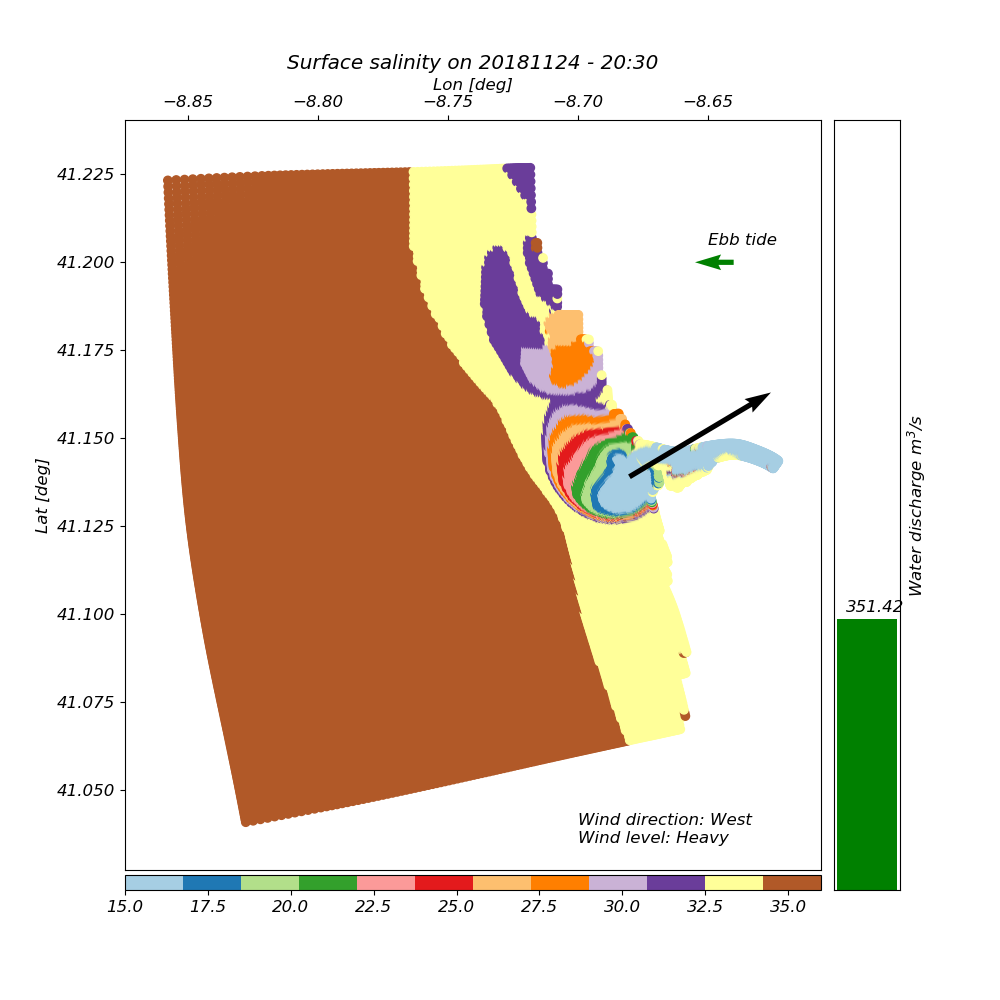 Surface salinity on 20181124 - 20:30
Lon [deg]
−8.85 −8.80 −8.75 −8.70 −8.65
41.225
41.200
41.175
41.150
41.125
41.100
41.075
41.050
Lat [deg]
Ebb tide
Wind direction: West
Wind level: Heavy
15.0 17.5 20.0 22.5 25.0 27.5 30.0 32.5 35.0
351.42
Water discharge m³/s